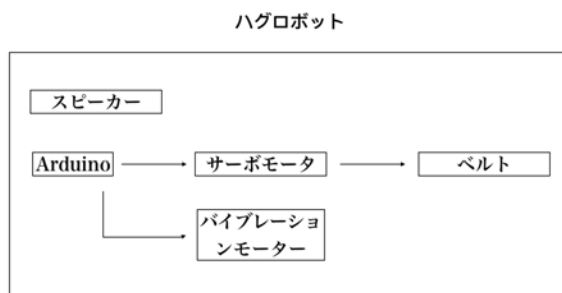 ハグロボット
スピーカー
Arduino
サーボモータ
ベルト
バイブレーショ
ンモーター